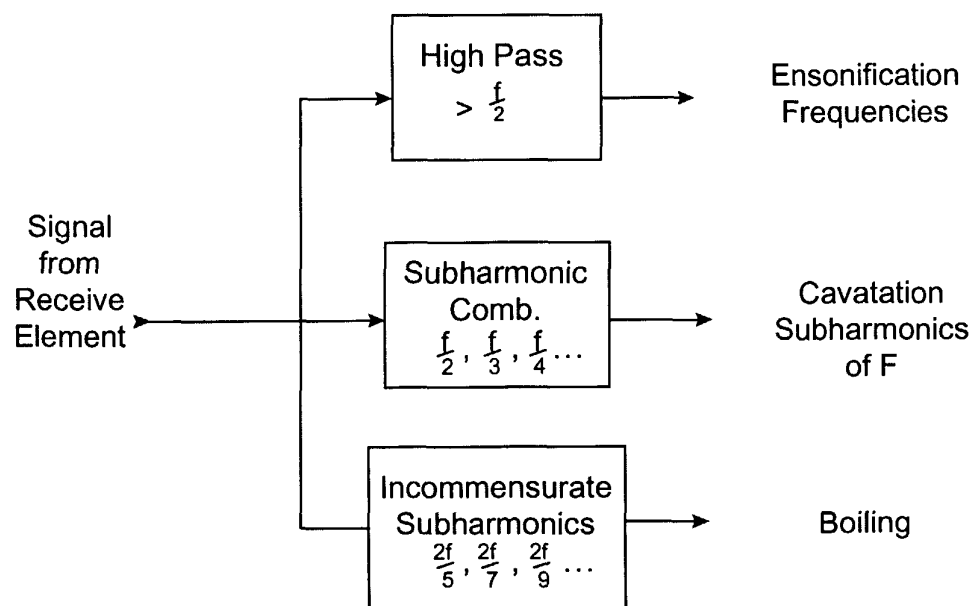 High Pass
> f/2
Ensonification
Frequencies
Signal
from
Receive
Element
Subharmonic
Comb.
f/2 , f/3 , f/4 ...
Cavatation
Subharmonics
of F
Incommensurate
Subharmonics
2f/5 , 2f/7 , 2f/9 ...
Boiling